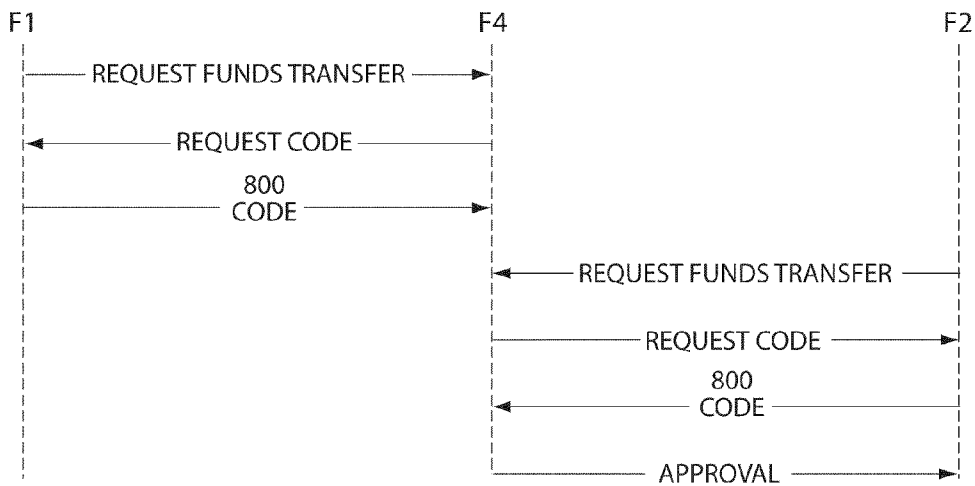 F1 F4 F2
REQUEST FUNDS TRANSFER
REQUEST CODE
800
CODE
REQUEST FUNDS TRANSFER
REQUEST CODE
800
CODE
APPROVAL